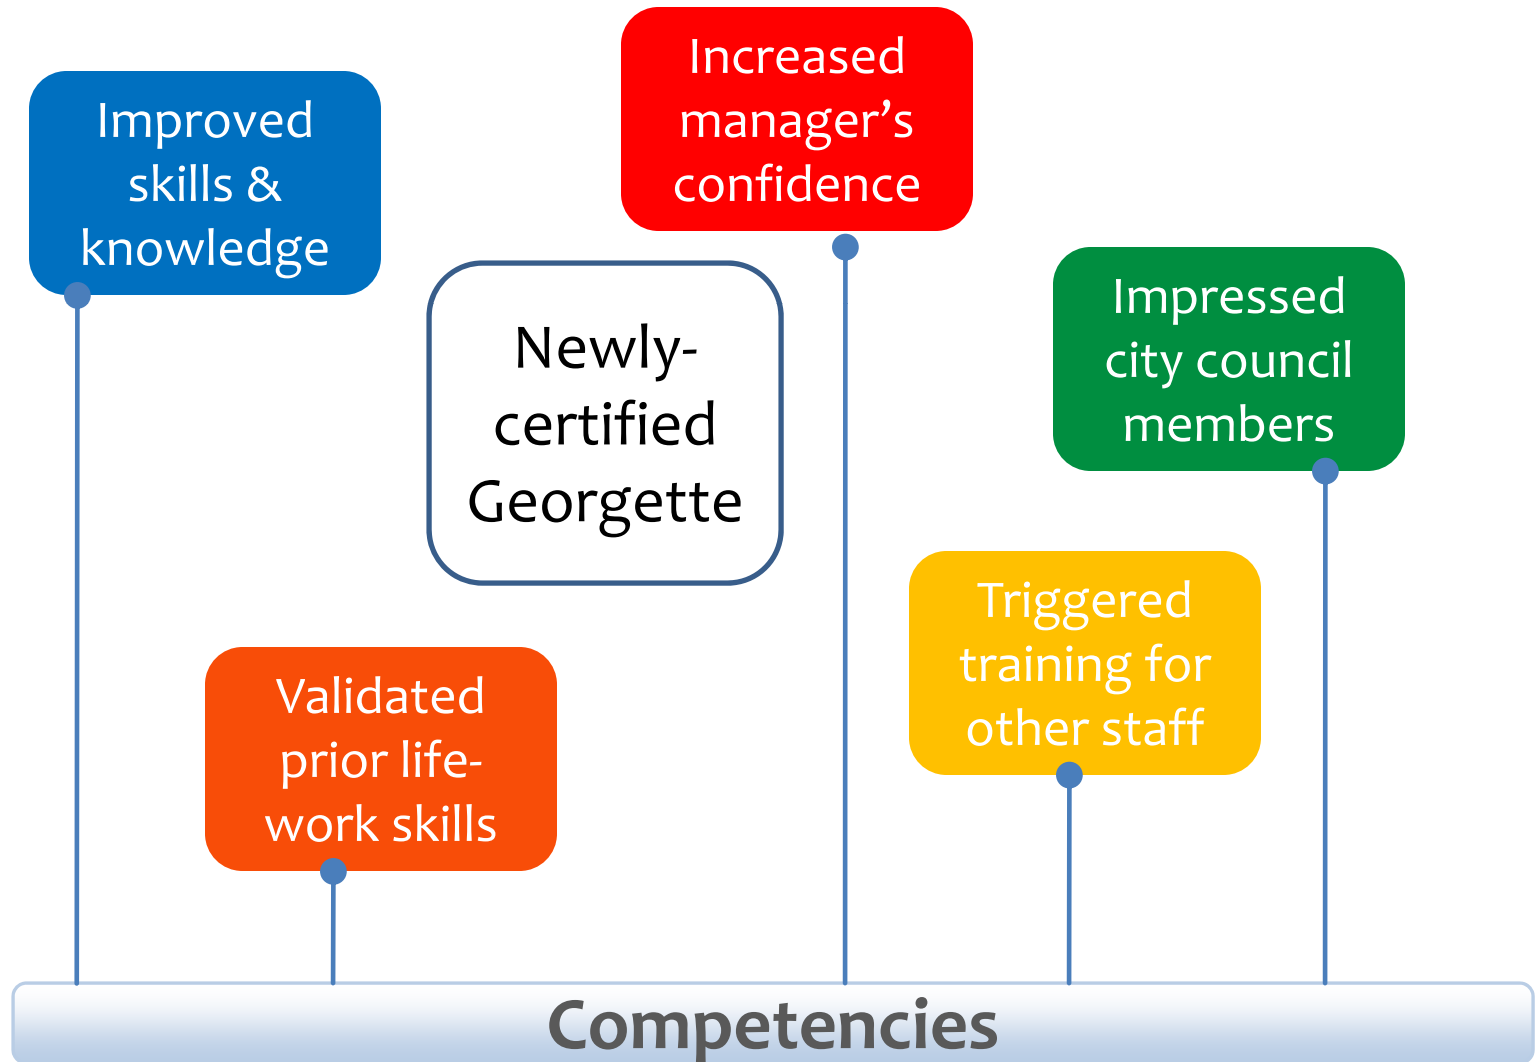 Improved
skills &
knowledge
Increased
manager’s
confidence
Newly-
certified
Georgette
Impressed
city council
members
Validated
prior life-
work skills
Triggered
training for
other staff
Competencies